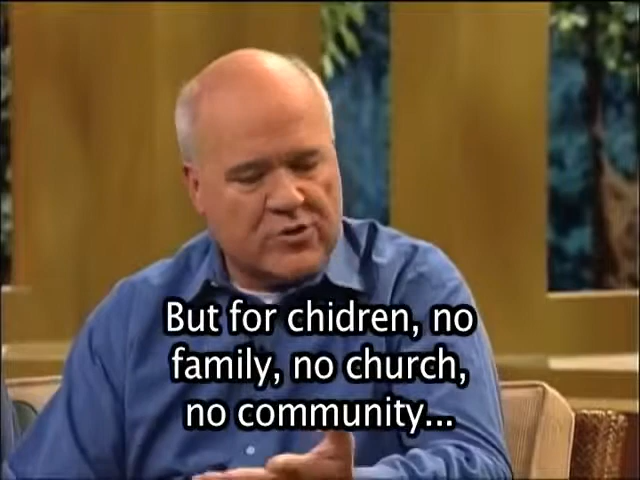 But for chidren, no
family, no church,
no community...